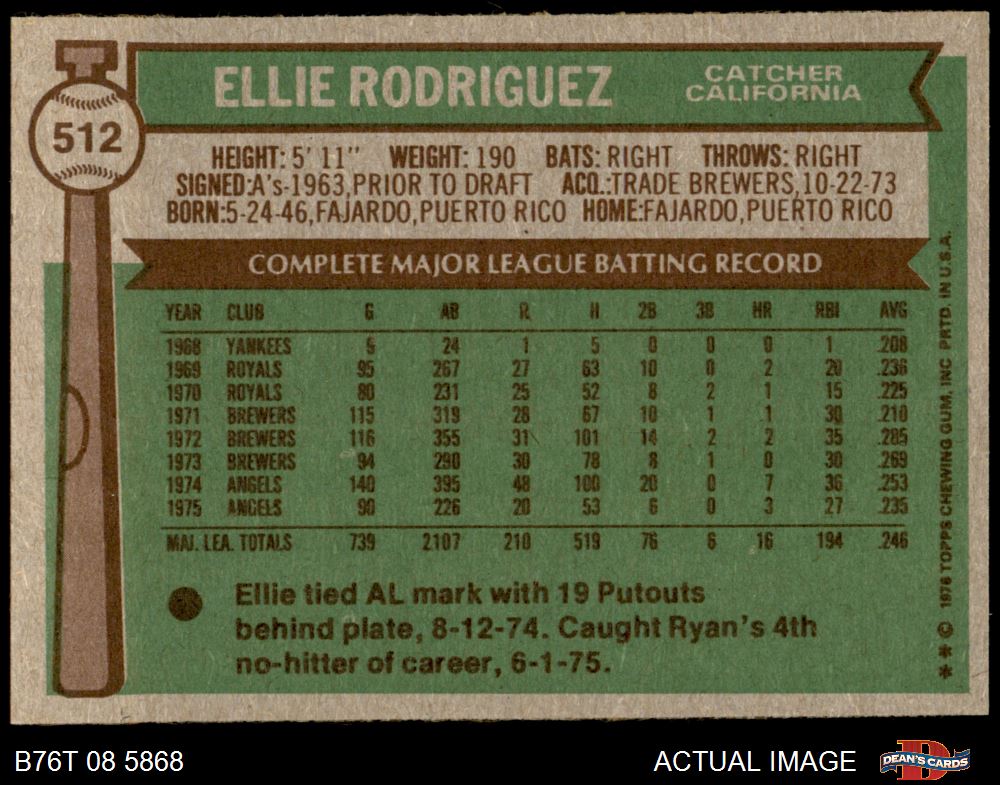 ELLIE RODRIGUEZ
CATCHER
CALIFORNIA
512
HEIGHT: 5' 11" WEIGHT: 190 BATS: RIGHT THROWS: RIGHT
SIGNED:A's-1963,PRIOR TO DRAFT ACQ.:TRADE BREWERS,10-22-73
BORN:5-24-46,FAJARDO,PUERTO RICO HOME:FAJARDO,PUERTO RICO
COMPLETE MAJOR LEAGUE BATTING RECORD
YEAR CLUB G AB R H 2B 3B HR RBI AVG
1968 YANKEES 9 24 1 5 0 0 0 1 .208
1969 ROYALS 95 267 27 63 10 0 2 20 .236
1970 ROYALS 80 231 25 52 8 2 1 15 .225
1971 BREWERS 115 319 28 67 10 1 1 30 .210
1972 BREWERS 116 355 31 101 14 2 2 35 .285
1973 BREWERS 94 290 30 78 8 1 0 30 .269
1974 ANGELS 140 395 48 100 20 0 7 36 .253
1975 ANGELS 90 226 20 53 6 0 3 27 .235
MAJ. LEA. TOTALS 739 2107 210 519 76 6 16 194 .246
Ellie tied AL mark with 19 Putouts
behind plate, 8-12-74. Caught Ryan's 4th
no-hitter of career, 6-1-75.
** © 1976 TOPPS CHEWING GUM, INC PRTD. IN U.S.A.
B76T 08 5868
ACTUAL IMAGE
D
DEAN'S CARDS